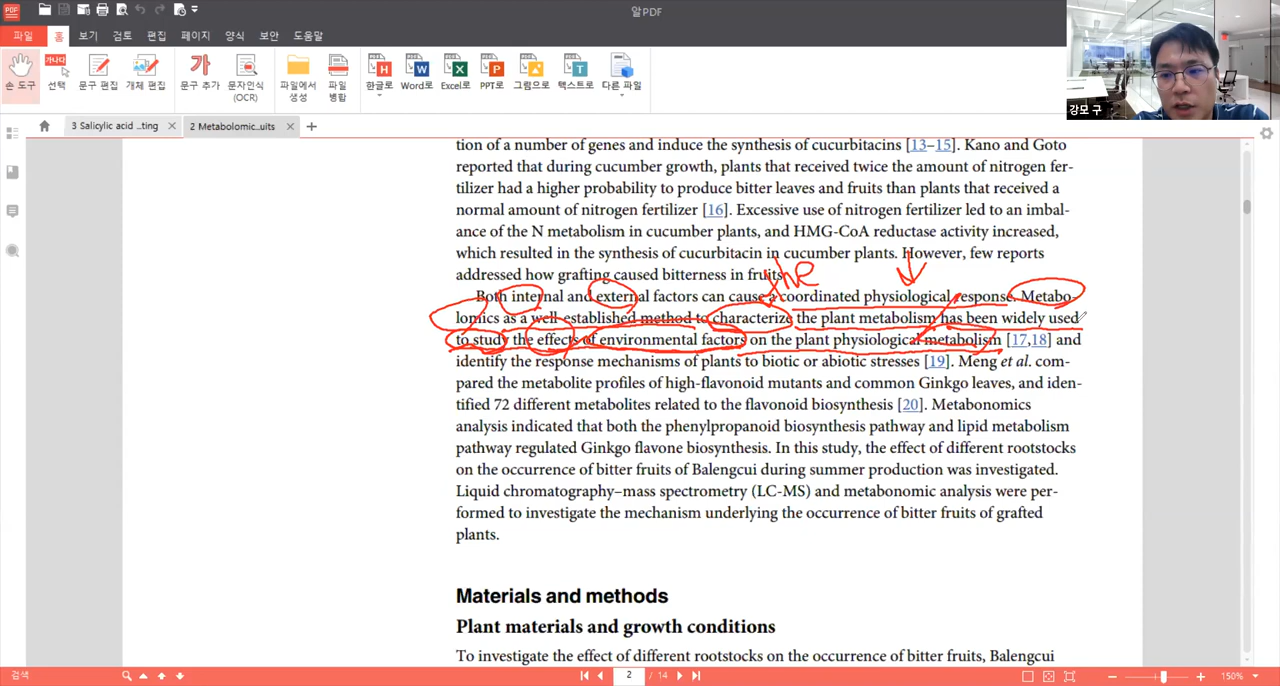 알PDF
파일 홈 보기 검토 편집 페이지 양식 보안 도움말
손 도구 선택 문구 편집 개체 편집 문구 추가 문자인식 (OCR) 파일에서 생성 파일 병합 한글로 Word로 Excel로 PPT로 그림으로 텍스트로 다른 파일
강모 구
3 Salicylic acid ...ting 2 Metabolomic...uits
tion of a number of genes and induce the synthesis of cucurbitacins [13–15]. Kano and Goto
reported that during cucumber growth, plants that received twice the amount of nitrogen fer-
tilizer had a higher probability to produce bitter leaves and fruits than plants that received a
normal amount of nitrogen fertilizer [16]. Excessive use of nitrogen fertilizer led to an imbal-
ance of the N metabolism in cucumber plants, and HMG-CoA reductase activity increased,
which resulted in the synthesis of cucurbitacin in cucumber plants. However, few reports
addressed how grafting caused bitterness in fruits.
the
Both internal and external factors can cause a coordinated physiological response. Metabo-
lomics as a well-established method to characterize the plant metabolism has been widely used
to study the effects of environmental factors on the plant physiological metabolism [17,18] and
identify the response mechanisms of plants to biotic or abiotic stresses [19]. Meng et al. com-
pared the metabolite profiles of high-flavonoid mutants and common Ginkgo leaves, and iden-
tified 72 different metabolites related to the flavonoid biosynthesis [20]. Metabonomics
analysis indicated that both the phenylpropanoid biosynthesis pathway and lipid metabolism
pathway regulated Ginkgo flavone biosynthesis. In this study, the effect of different rootstocks
on the occurrence of bitter fruits of Balengcui during summer production was investigated.
Liquid chromatography–mass spectrometry (LC-MS) and metabonomic analysis were per-
formed to investigate the mechanism underlying the occurrence of bitter fruits of grafted
plants.
Materials and methods
Plant materials and growth conditions
To investigate the effect of different rootstocks on the occurrence of bitter fruits, Balengcui
검색 2 / 14 150%